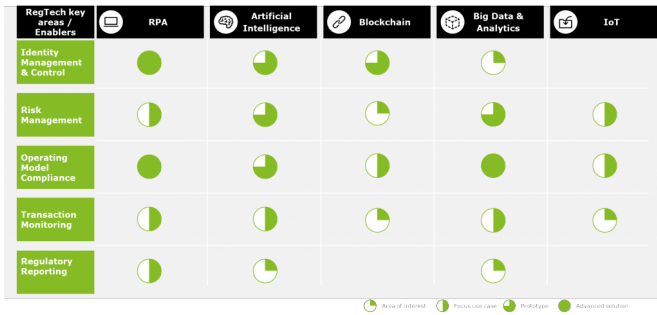 RegTech key
areas /
Enablers
RPA
Artificial
Intelligence
Blockchain
Big Data &
Analytics
IoT
Identity
Management
& Control
Risk
Management
Operating
Model
Compliance
Transaction
Monitoring
Regulatory
Reporting
Area of interest
Focus use case
Prototype
Advanced solution